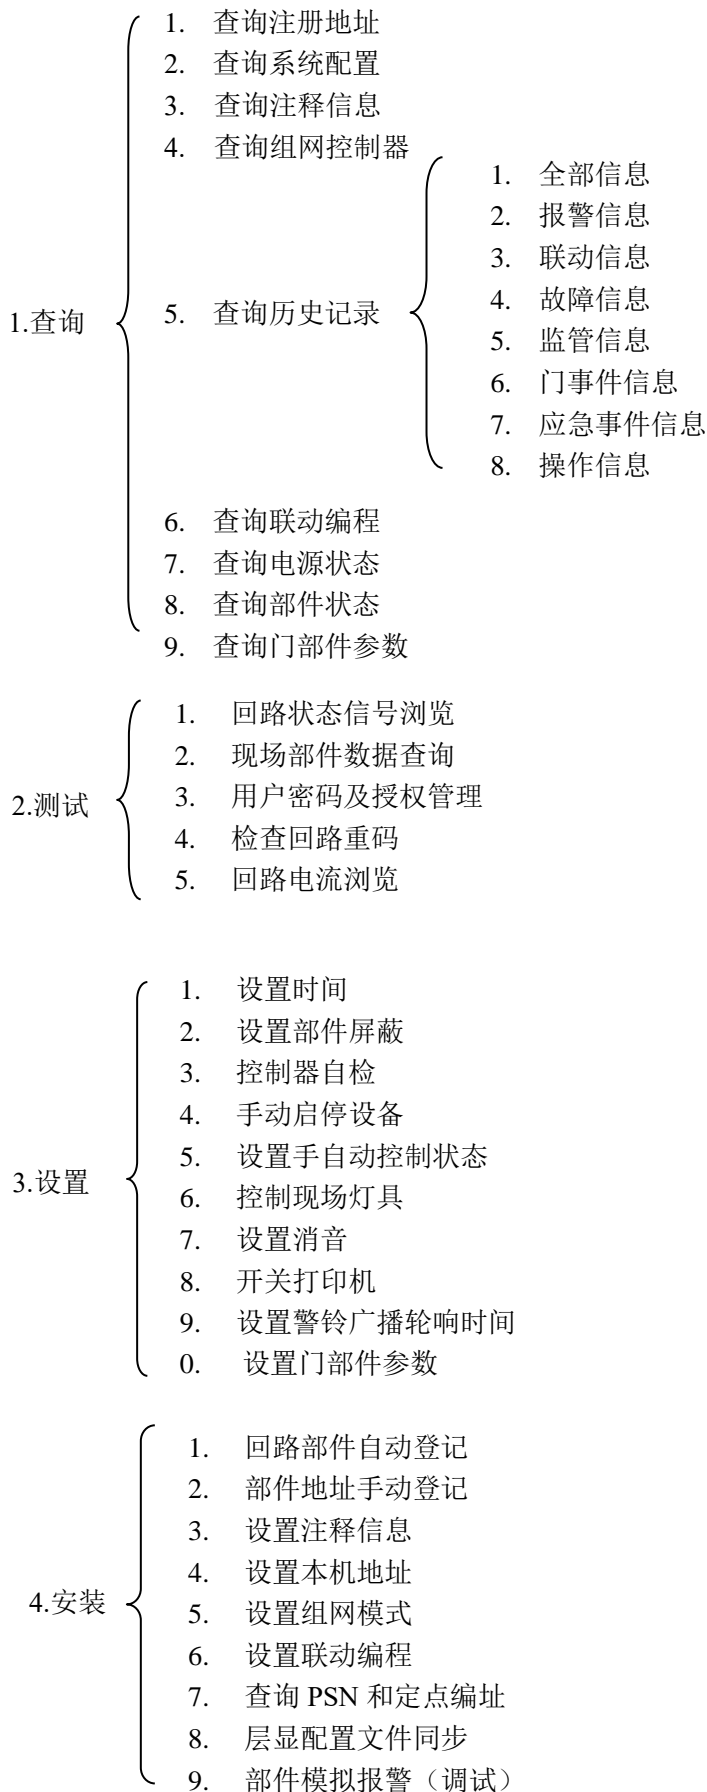 1.查询
1. 查询注册地址
2. 查询系统配置
3. 查询注释信息
4. 查询组网控制器
5. 查询历史记录
1. 全部信息
2. 报警信息
3. 联动信息
4. 故障信息
5. 监管信息
6. 门事件信息
7. 应急事件信息
8. 操作信息
6. 查询联动编程
7. 查询电源状态
8. 查询部件状态
9. 查询门部件参数
2.测试
1. 回路状态信号浏览
2. 现场部件数据查询
3. 用户密码及授权管理
4. 检查回路重码
5. 回路电流浏览
3.设置
1. 设置时间
2. 设置部件屏蔽
3. 控制器自检
4. 手动启停设备
5. 设置手自动控制状态
6. 控制现场灯具
7. 设置消音
8. 开关打印机
9. 设置警铃广播轮响时间
0. 设置门部件参数
4.安装
1. 回路部件自动登记
2. 部件地址手动登记
3. 设置注释信息
4. 设置本机地址
5. 设置组网模式
6. 设置联动编程
7. 查询 PSN 和定点编址
8. 层显配置文件同步
9. 部件模拟报警（调试）